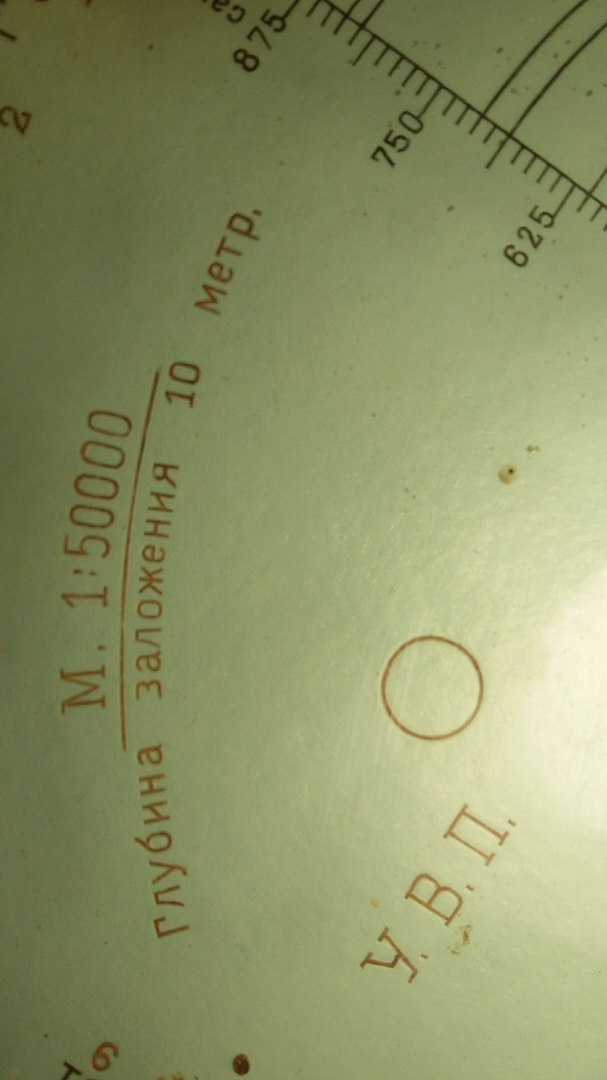 М. 1:50000
глубина заложения 10 метр.
У. В. П.
875
750
625
2